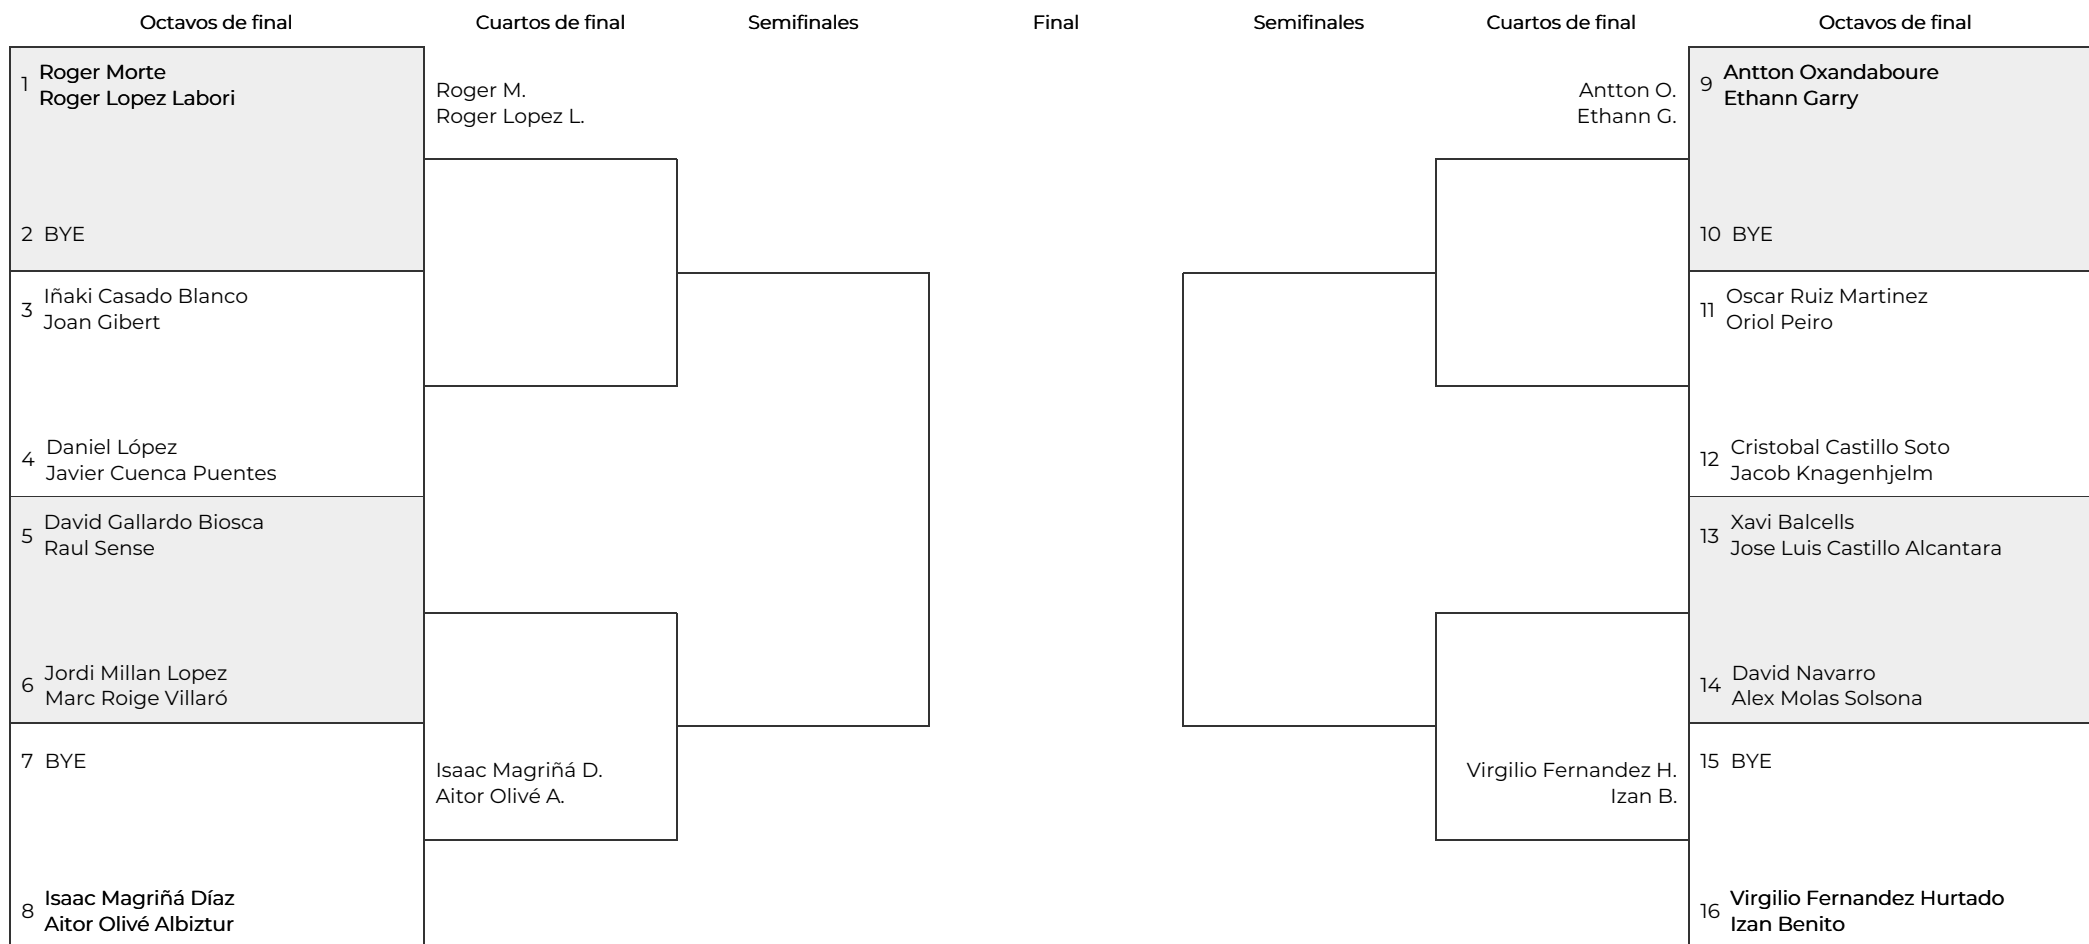 Octavos de final
Cuartos de final
Semifinales
Final
Semifinales
Cuartos de final
Octavos de final
1
Roger Morte
Roger Lopez Labori
2 BYE
3
Iñaki Casado Blanco
Joan Gibert
4
Daniel López
Javier Cuenca Puentes
5
David Gallardo Biosca
Raul Sense
6
Jordi Millan Lopez
Marc Roige Villaró
7 BYE
8
Isaac Magriñá Díaz
Aitor Olivé Albiztur
Roger M.
Roger Lopez L.
Isaac Magriñá D.
Aitor Olivé A.
Antton O.
Ethann G.
Virgilio Fernandez H.
Izan B.
9
Antton Oxandaboure
Ethann Garry
10 BYE
11
Oscar Ruiz Martinez
Oriol Peiro
12
Cristobal Castillo Soto
Jacob Knagenhjelm
13
Xavi Balcells
Jose Luis Castillo Alcantara
14
David Navarro
Alex Molas Solsona
15 BYE
16
Virgilio Fernandez Hurtado
Izan Benito